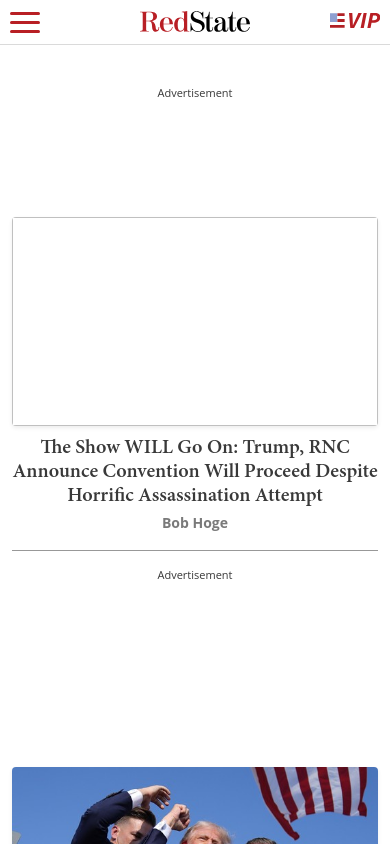 RedState
VIP
Advertisement
The Show WILL Go On: Trump, RNC
Announce Convention Will Proceed Despite
Horrific Assassination Attempt
Bob Hoge
Advertisement